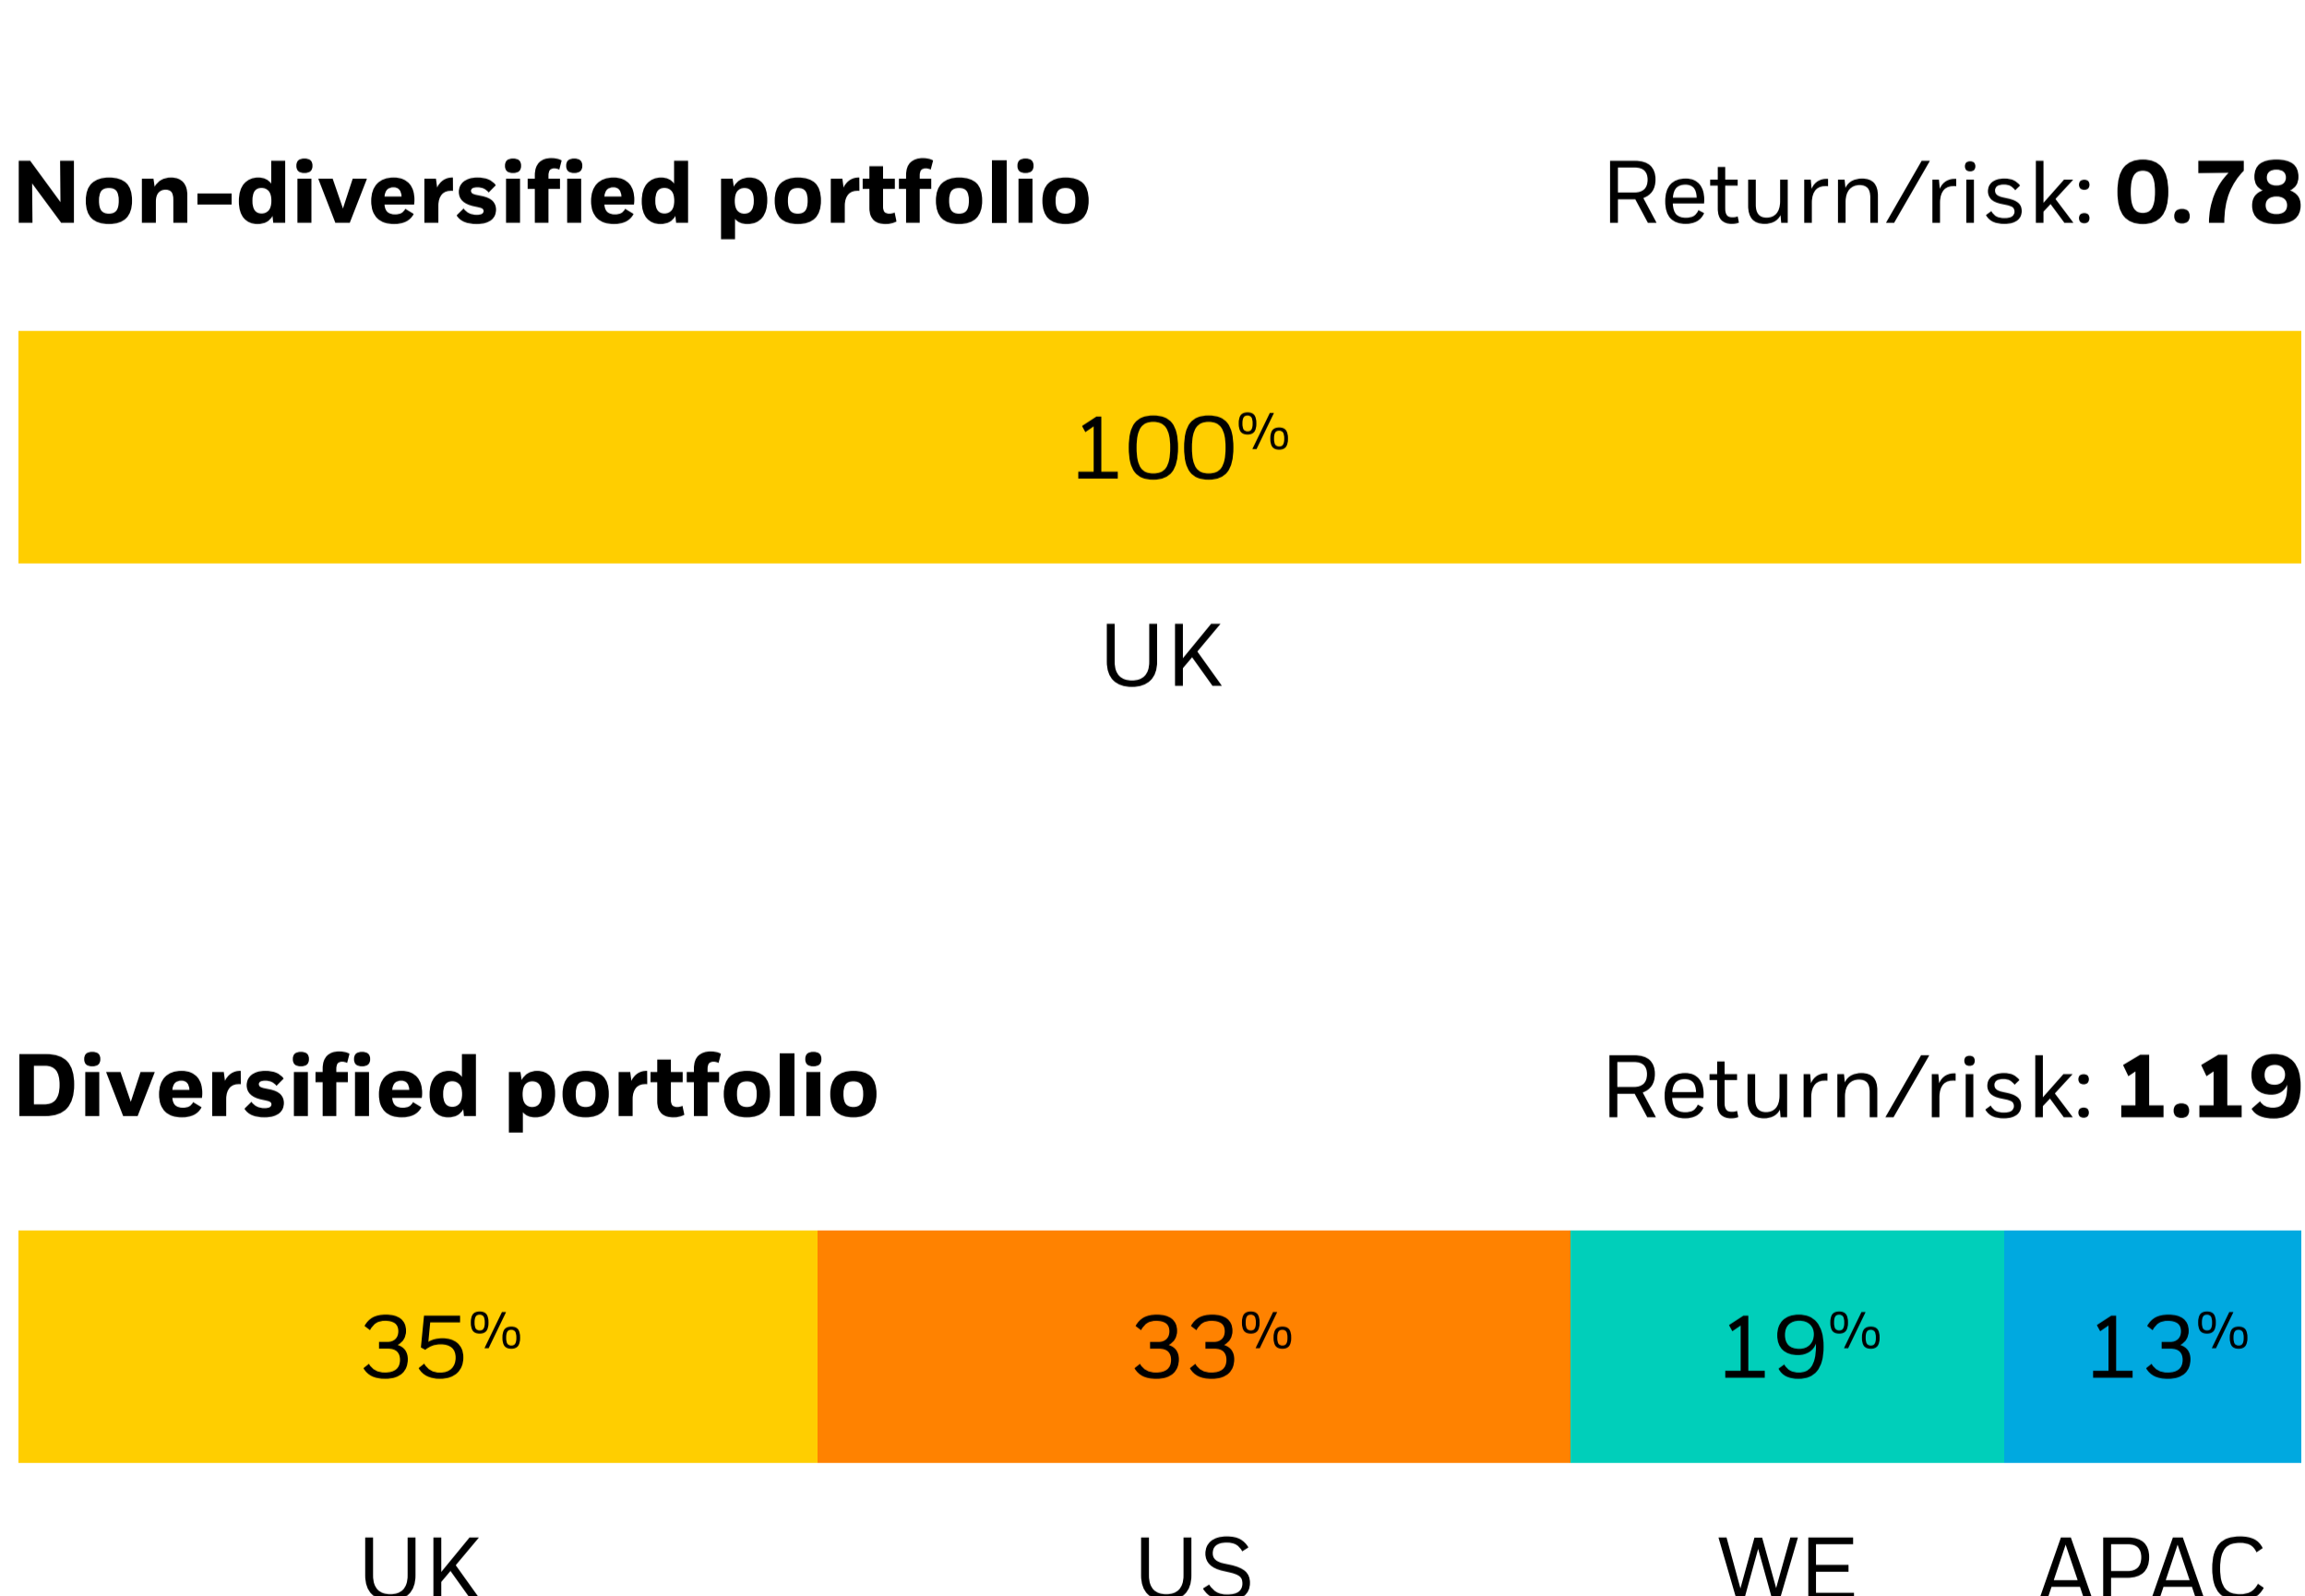 Non-diversified portfolio Return/risk: 0.78
100%
UK
Diversified portfolio Return/risk: 1.19
35% 33% 19% 13%
UK US WE APAC